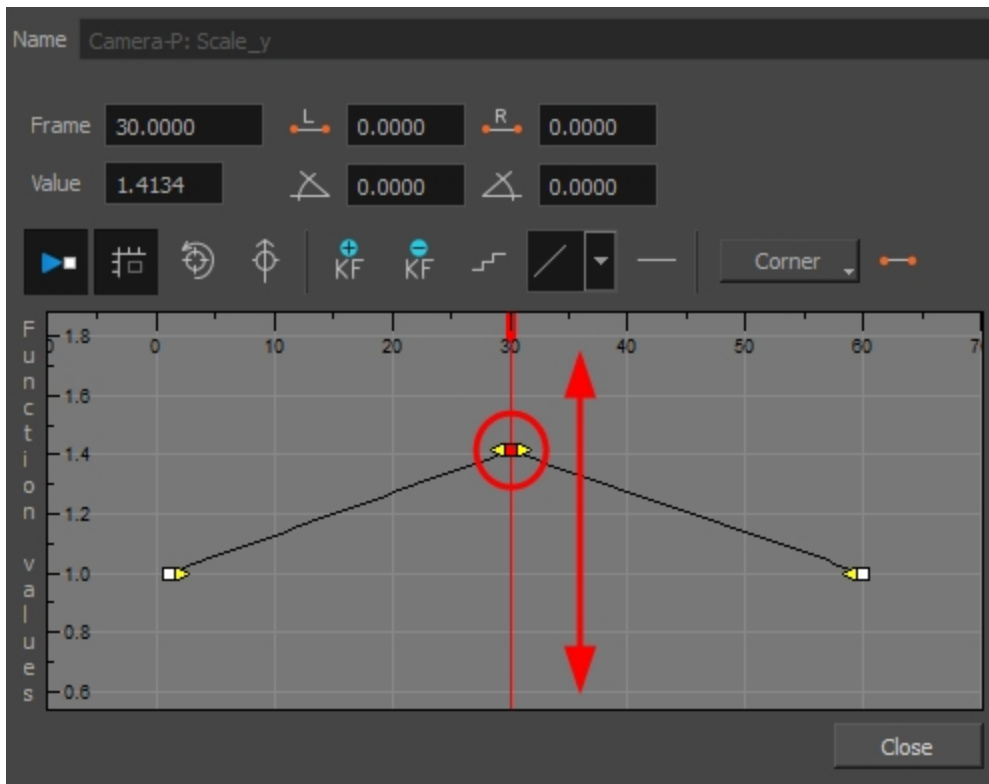 Name Camera-P: Scale_y
Frame 30.0000 L 0.0000 R 0.0000
Value 1.4134 0.0000 0.0000
KF KF Corner
Function values
1.8
0 0 10 20 30 40 50 60 7
1.6
1.4
1.2
1.0
0.8
0.6
Close